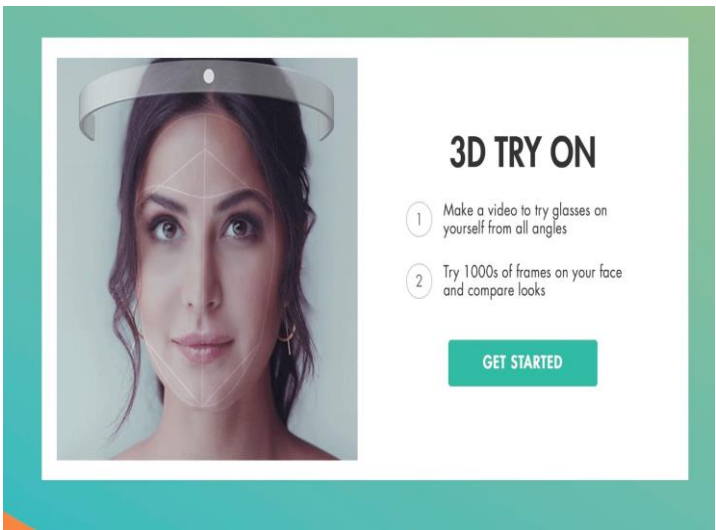 3D TRY ON
1
Make a video to try glasses on
yourself from all angles
2
Try 1000s of frames on your face
and compare looks
GET STARTED